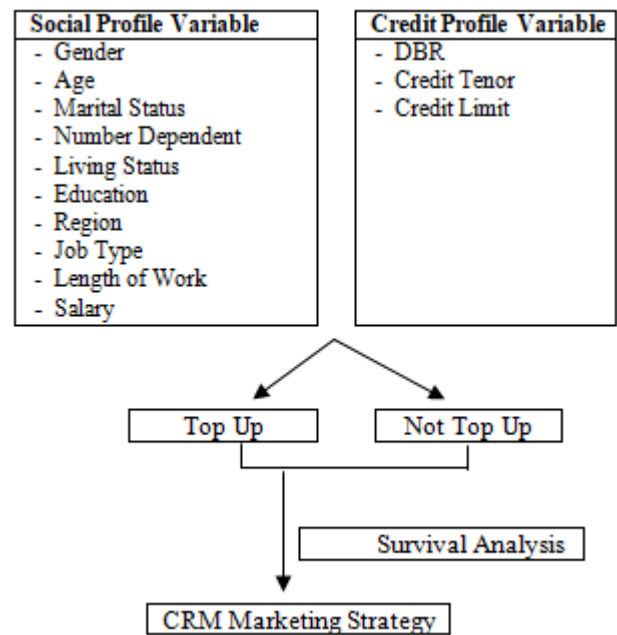 Social Profile Variable
- Gender
- Age
- Marital Status
- Number Dependent
- Living Status
- Education
- Region
- Job Type
- Length of Work
- Salary
Credit Profile Variable
- DBR
- Credit Tenor
- Credit Limit
Top Up
Not Top Up
Survival Analysis
CRM Marketing Strategy